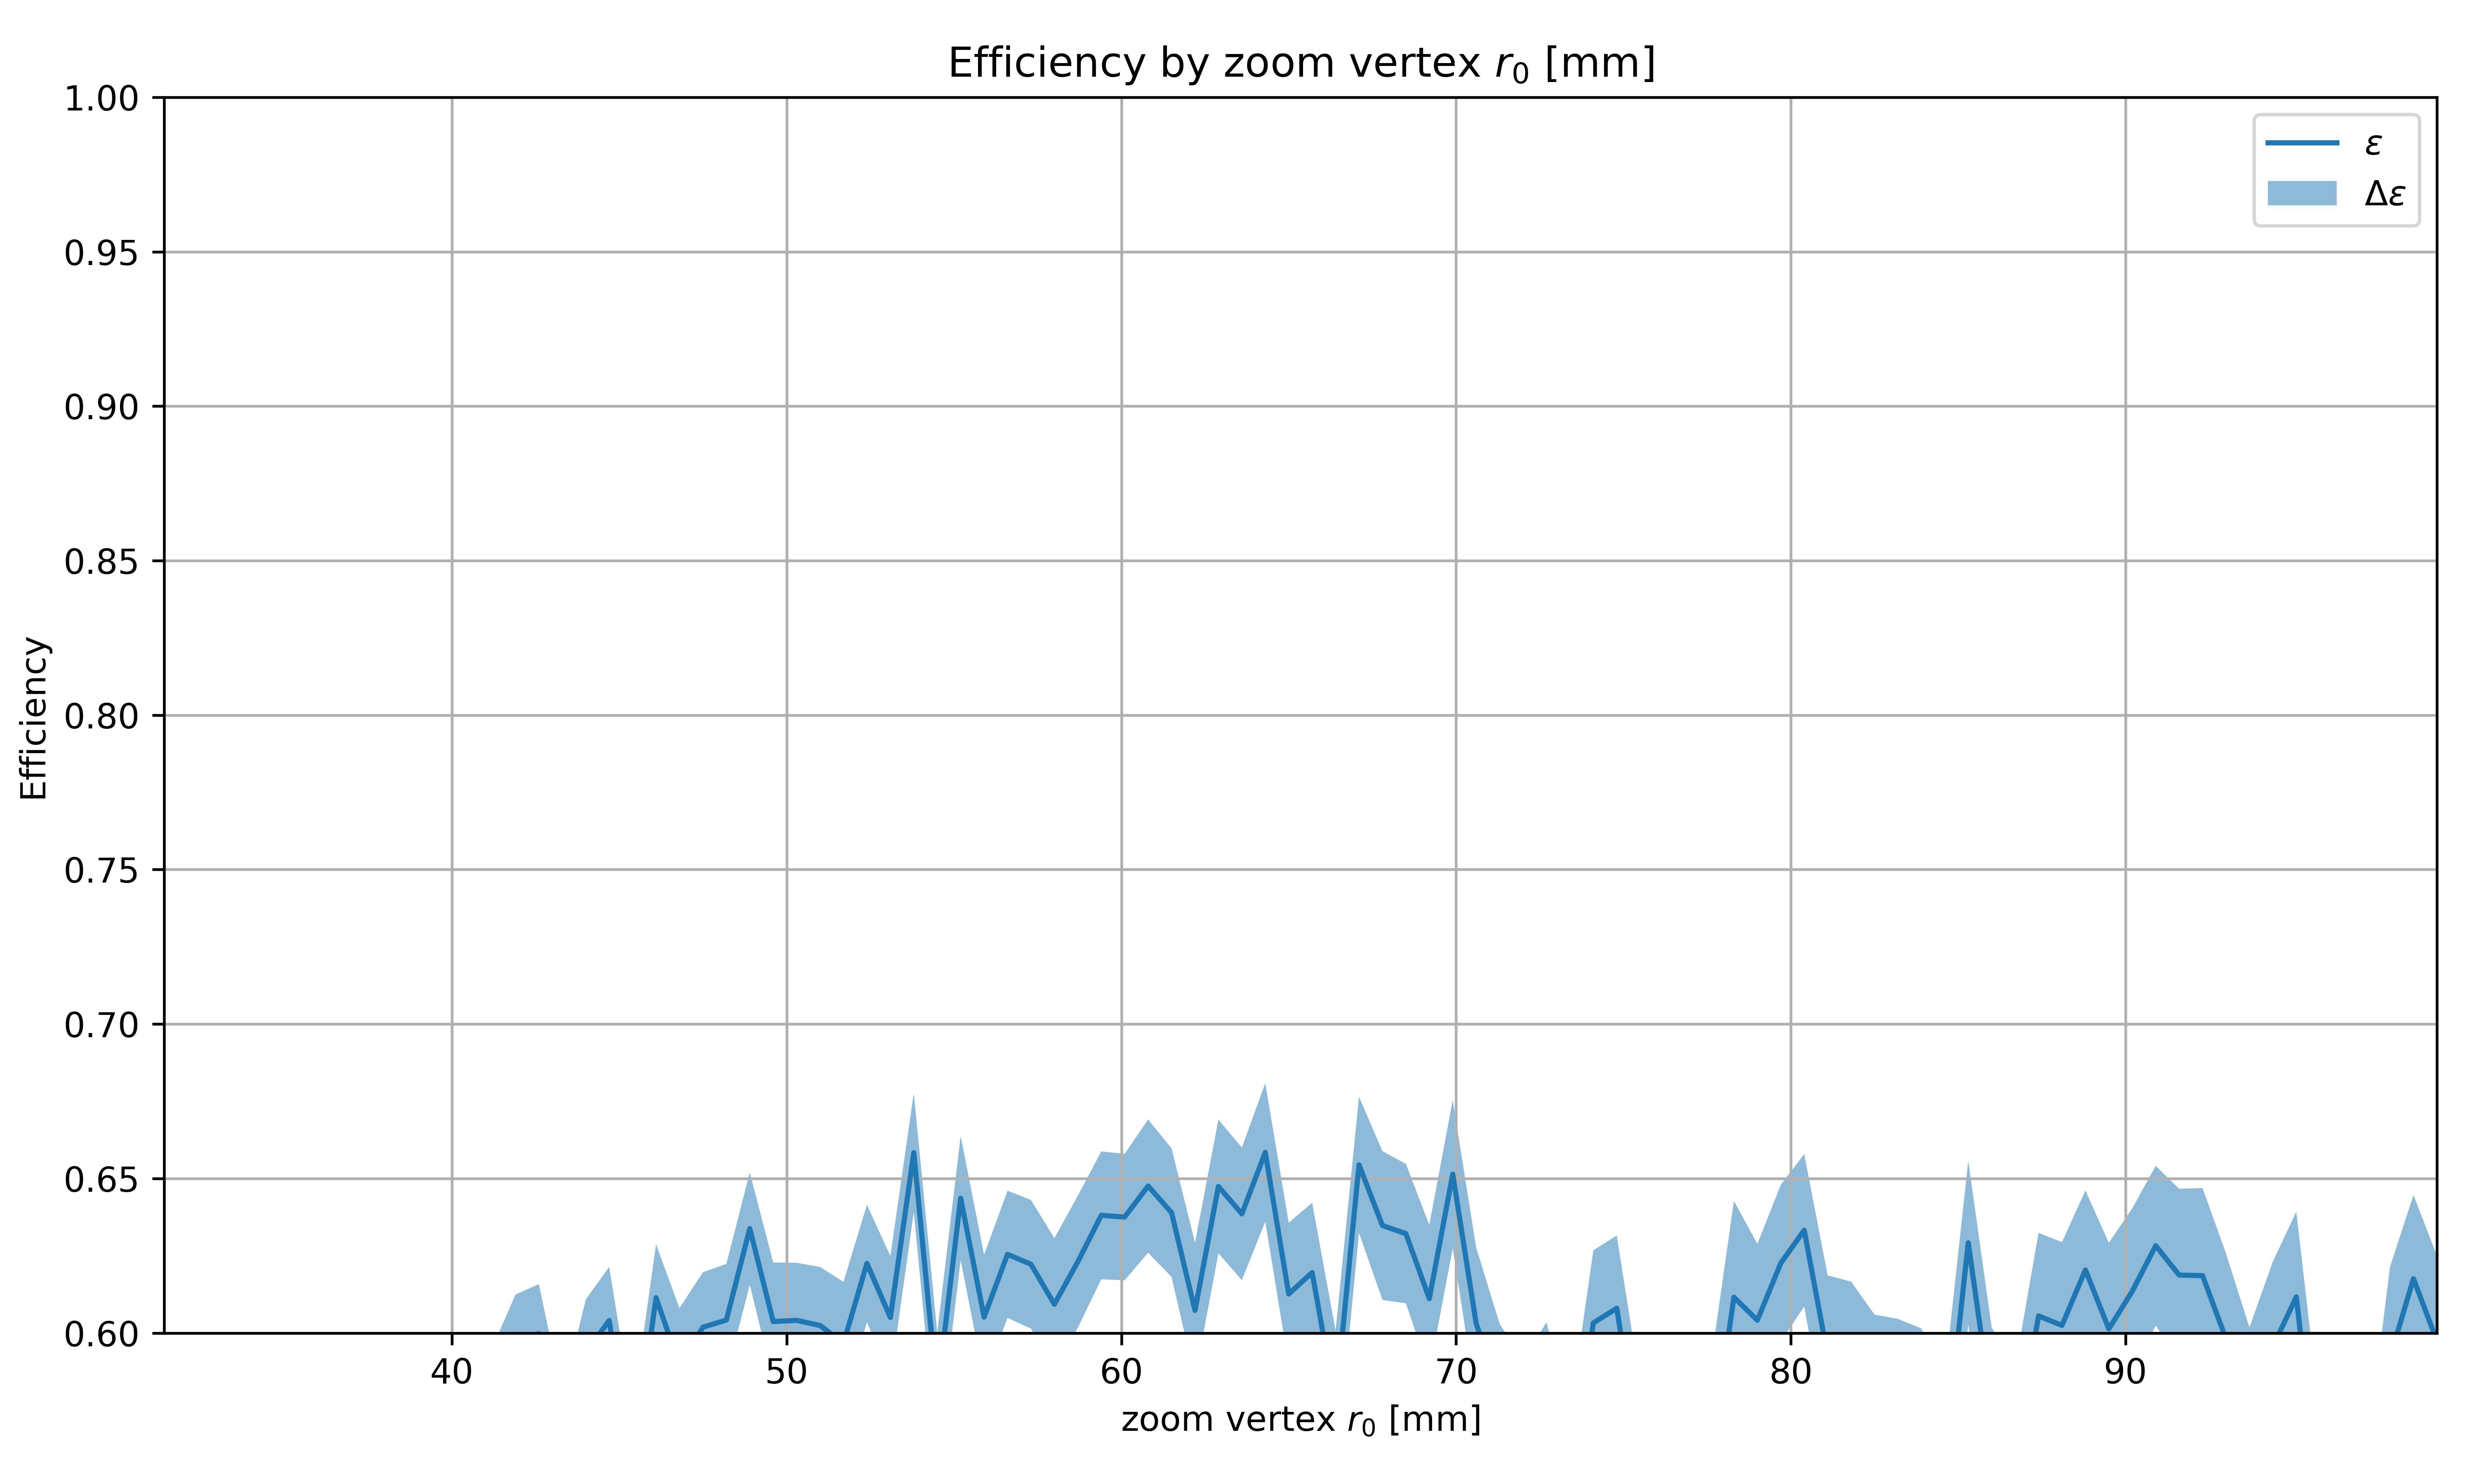 Efficiency by zoom vertex r₀ [mm]
1.00
0.95
0.90
0.85
0.80
0.75
0.70
0.65
0.60
Efficiency
ε
Δε
40 50 60 70 80 90
zoom vertex r₀ [mm]